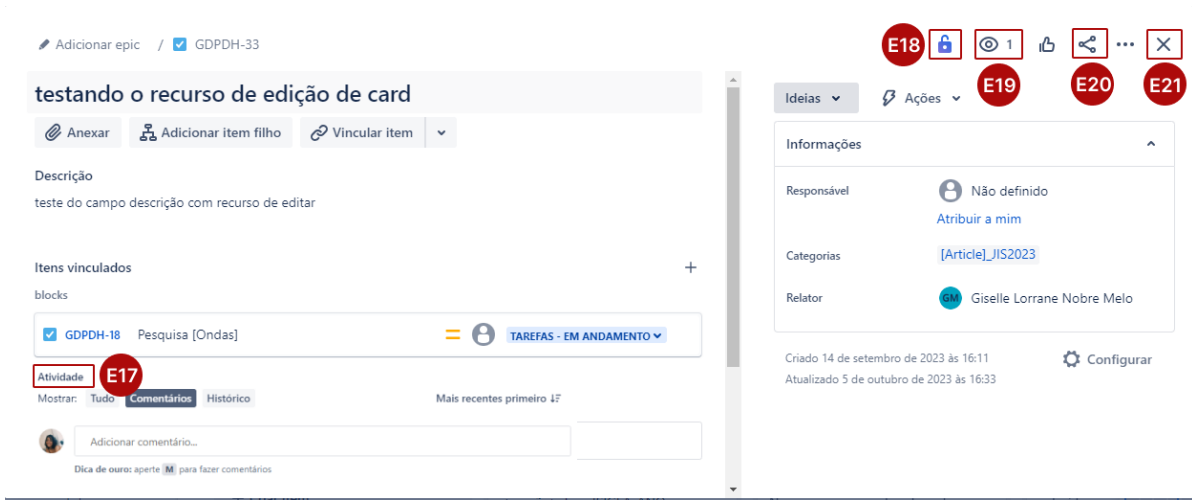 Adicionar epic / GDPDH-33
E18
1
E19
E20
E21
testando o recurso de edição de card
Anexar
Adicionar item filho
Vincular item
Descrição
teste do campo descrição com recurso de editar
Itens vinculados
blocks
GDPDH-18 Pesquisa [Ondas]
TAREFAS - EM ANDAMENTO
Atividade
E17
Mostrar: Tudo Comentários Histórico
Mais recentes primeiro
Adicionar comentário...
Dica de ouro: aperte M para fazer comentários
Ideias
Ações
Informações
Responsável
Não definido
Atribuir a mim
Categorias
[Article]_JIS2023
Relator
GM
Giselle Lorrane Nobre Melo
Criado 14 de setembro de 2023 às 16:11
Atualizado 5 de outubro de 2023 às 16:33
Configurar